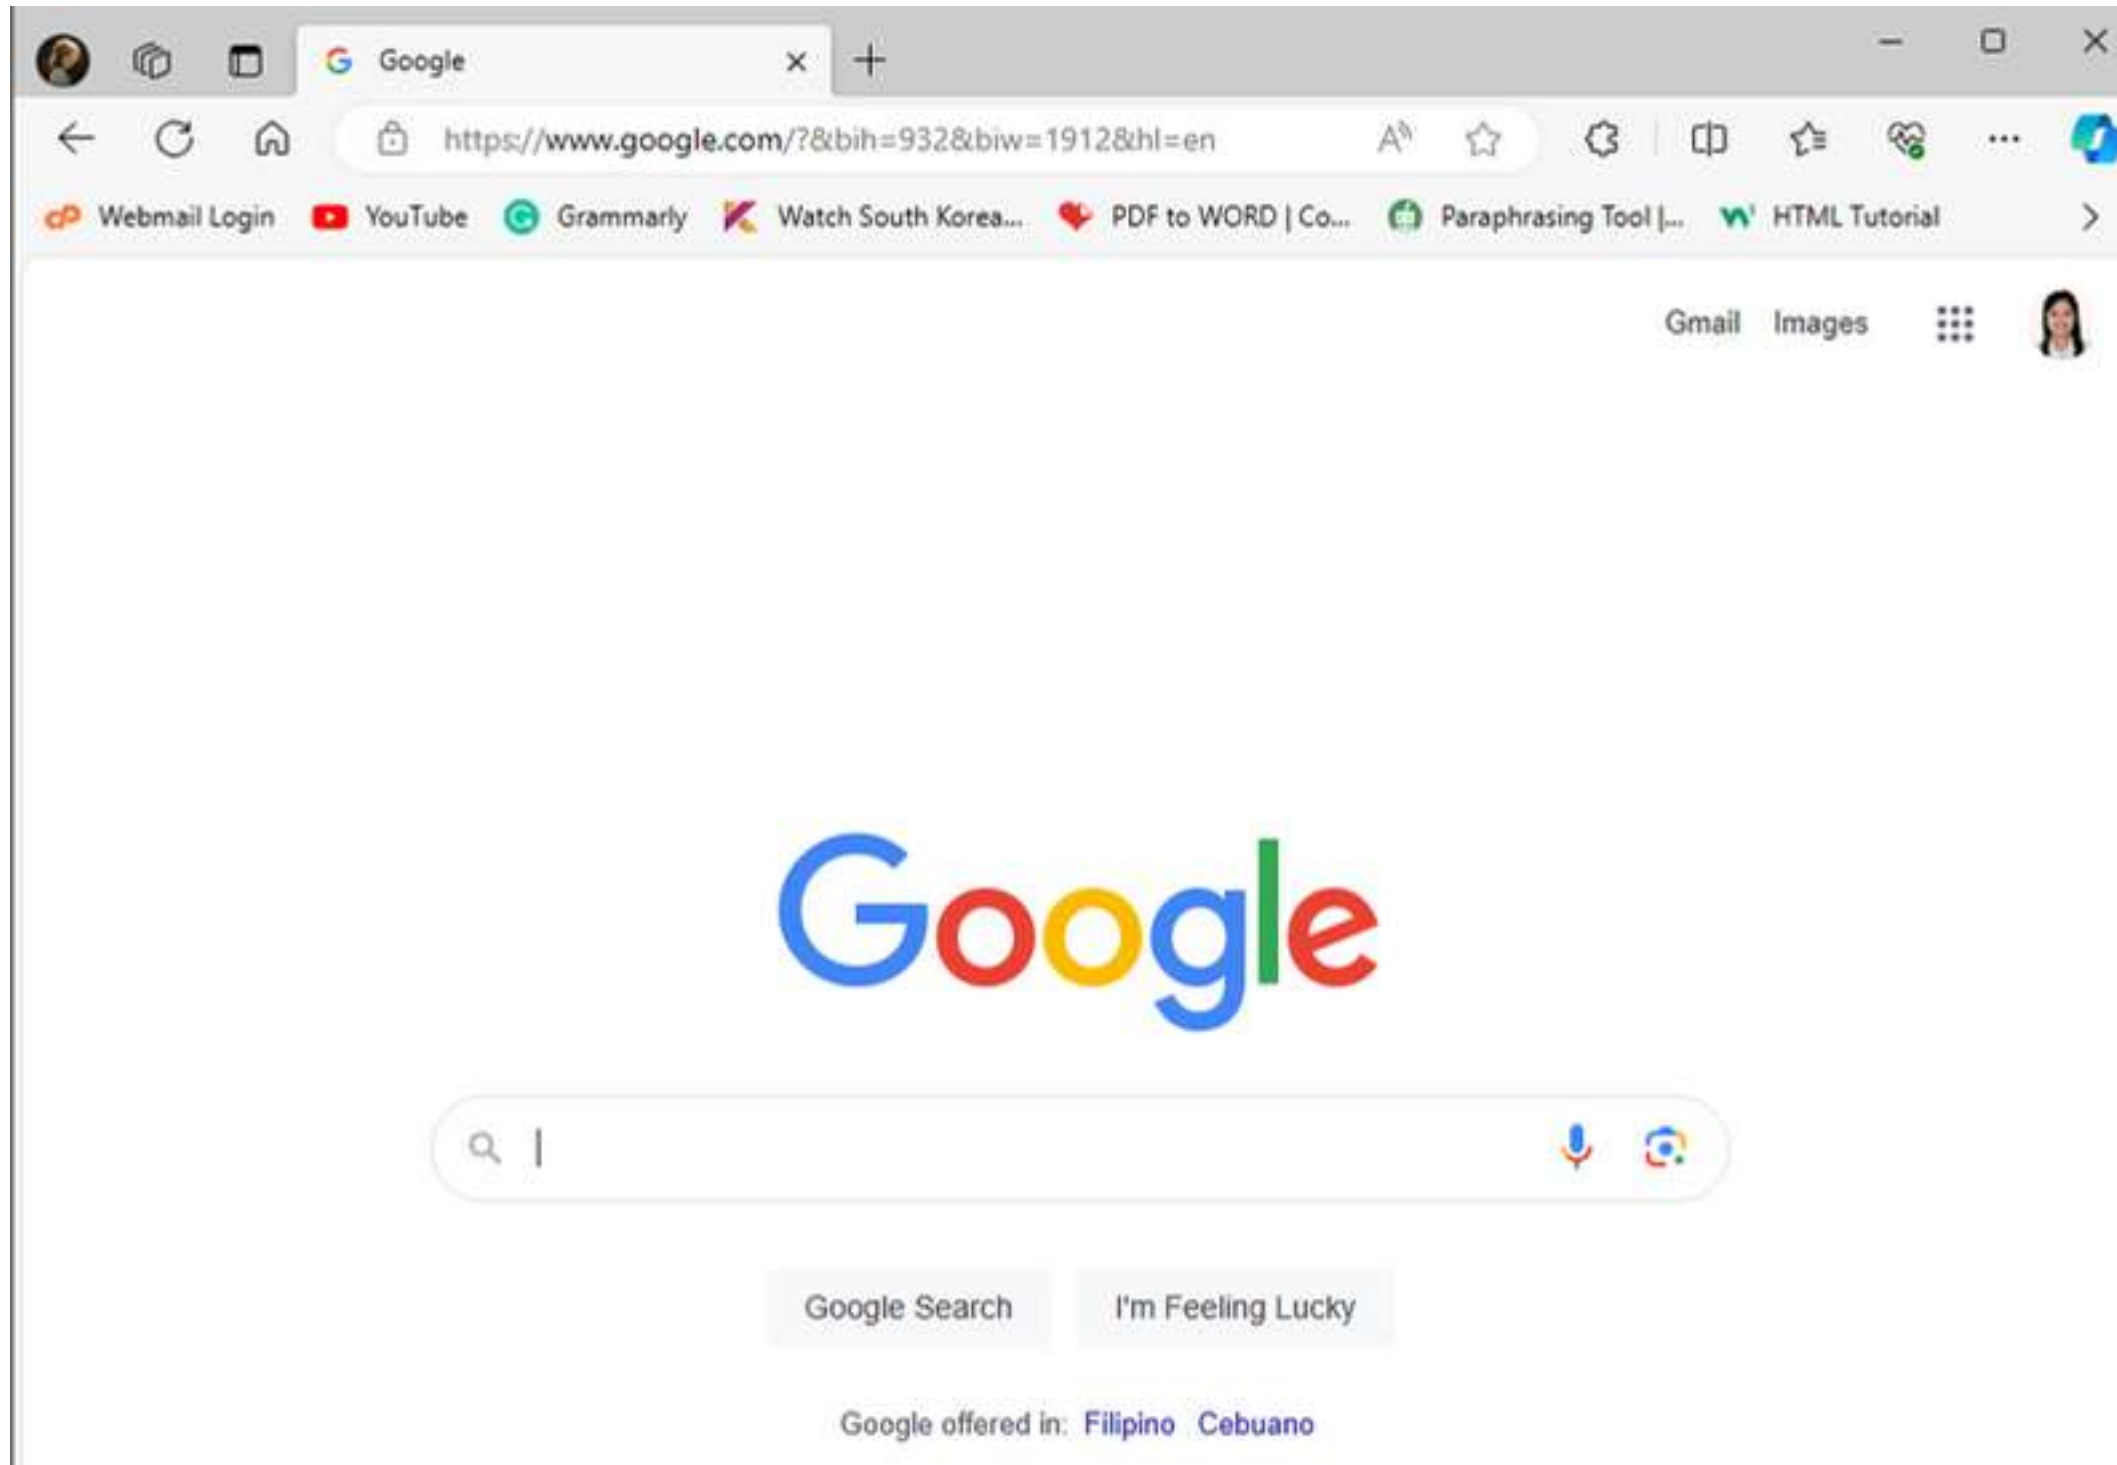 Google
https://www.google.com/?&bih=932&biw=1912&hl=en
Webmail Login YouTube Grammarly Watch South Korea... PDF to WORD | Co... Paraphrasing Tool |... HTML Tutorial
Gmail Images
Google
Google Search I'm Feeling Lucky
Google offered in: Filipino Cebuano